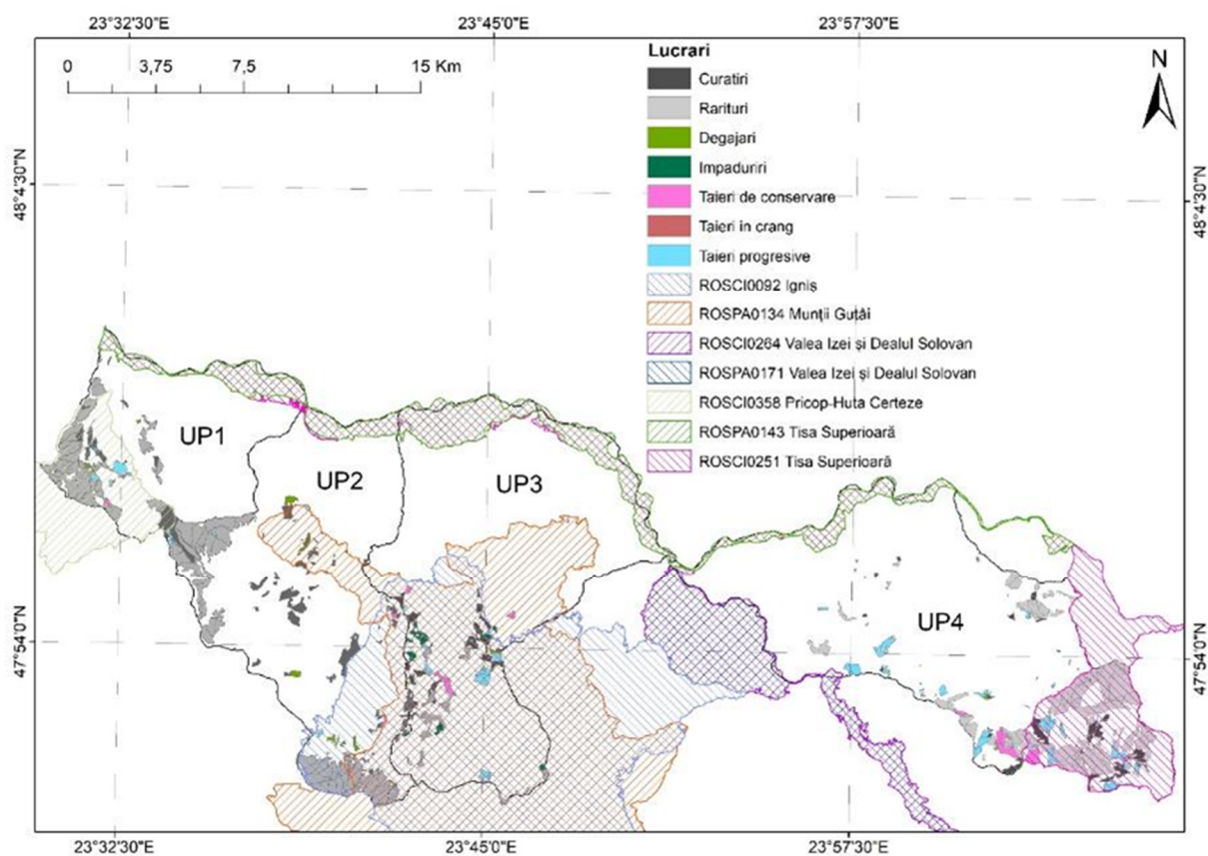 23°32'30"E 23°45'0"E 23°57'30"E
0 3,75 7,5 15 Km
N
Lucrari
Curatiri
Rarituri
Degajari
Impaduriri
Taieri de conservare
Taieri in crang
Taieri progresive
ROSCI0092 Igniș
ROSPA0134 Munții Gutâi
ROSCI0264 Valea Izei și Dealul Solovan
ROSPA0171 Valea Izei și Dealul Solovan
ROSCI0358 Pricop-Huta Certeze
ROSPA0143 Tisa Superioară
ROSCI0251 Tisa Superioară
48°4'30"N
48°4'30"N
UP1
UP2
UP3
UP4
47°54'0"N
47°54'0"N
23°32'30"E 23°45'0"E 23°57'30"E